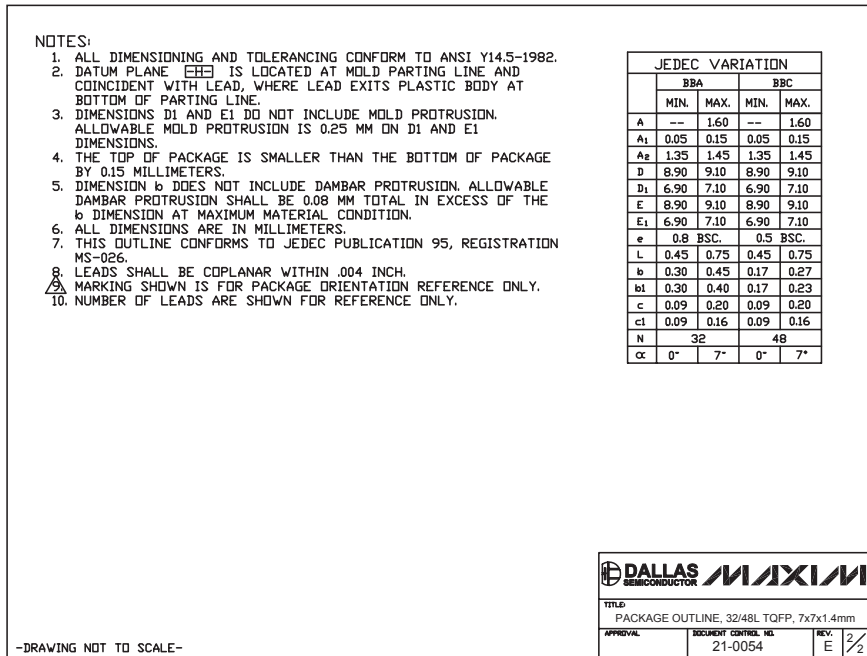 NOTES:
1. ALL DIMENSIONING AND TOLERANCING CONFORM TO ANSI Y14.5-1982.
2. DATUM PLANE -H- IS LOCATED AT MOLD PARTING LINE AND
COINCIDENT WITH LEAD, WHERE LEAD EXITS PLASTIC BODY AT
BOTTOM OF PARTING LINE.
3. DIMENSIONS D1 AND E1 DO NOT INCLUDE MOLD PROTRUSION.
ALLOWABLE MOLD PROTRUSION IS 0.25 MM ON D1 AND E1
DIMENSIONS.
4. THE TOP OF PACKAGE IS SMALLER THAN THE BOTTOM OF PACKAGE
BY 0.15 MILLIMETERS.
5. DIMENSION b DOES NOT INCLUDE DAMBAR PROTRUSION. ALLOWABLE
DAMBAR PROTRUSION SHALL BE 0.08 MM TOTAL IN EXCESS OF THE
b DIMENSION AT MAXIMUM MATERIAL CONDITION.
6. ALL DIMENSIONS ARE IN MILLIMETERS.
7. THIS OUTLINE CONFORMS TO JEDEC PUBLICATION 95, REGISTRATION
MS-026.
8. LEADS SHALL BE COPLANAR WITHIN .004 INCH.
9. MARKING SHOWN IS FOR PACKAGE ORIENTATION REFERENCE ONLY.
10. NUMBER OF LEADS ARE SHOWN FOR REFERENCE ONLY.
JEDEC VARIATION
BBA BBC
MIN. MAX. MIN. MAX.
A -- 1.60 -- 1.60
A1 0.05 0.15 0.05 0.15
A2 1.35 1.45 1.35 1.45
D 8.90 9.10 8.90 9.10
D1 6.90 7.10 6.90 7.10
E 8.90 9.10 8.90 9.10
E1 6.90 7.10 6.90 7.10
e 0.8 BSC. 0.5 BSC.
L 0.45 0.75 0.45 0.75
b 0.30 0.45 0.17 0.27
b1 0.30 0.40 0.17 0.23
c 0.09 0.20 0.09 0.20
c1 0.09 0.16 0.09 0.16
N 32 48
α 0° 7° 0° 7°
DALLAS SEMICONDUCTOR MAXIM
TITLE:
PACKAGE OUTLINE, 32/48L TQFP, 7x7x1.4mm
APPROVAL DOCUMENT CONTROL NO. REV.
21-0054 E 2/2
-DRAWING NOT TO SCALE-